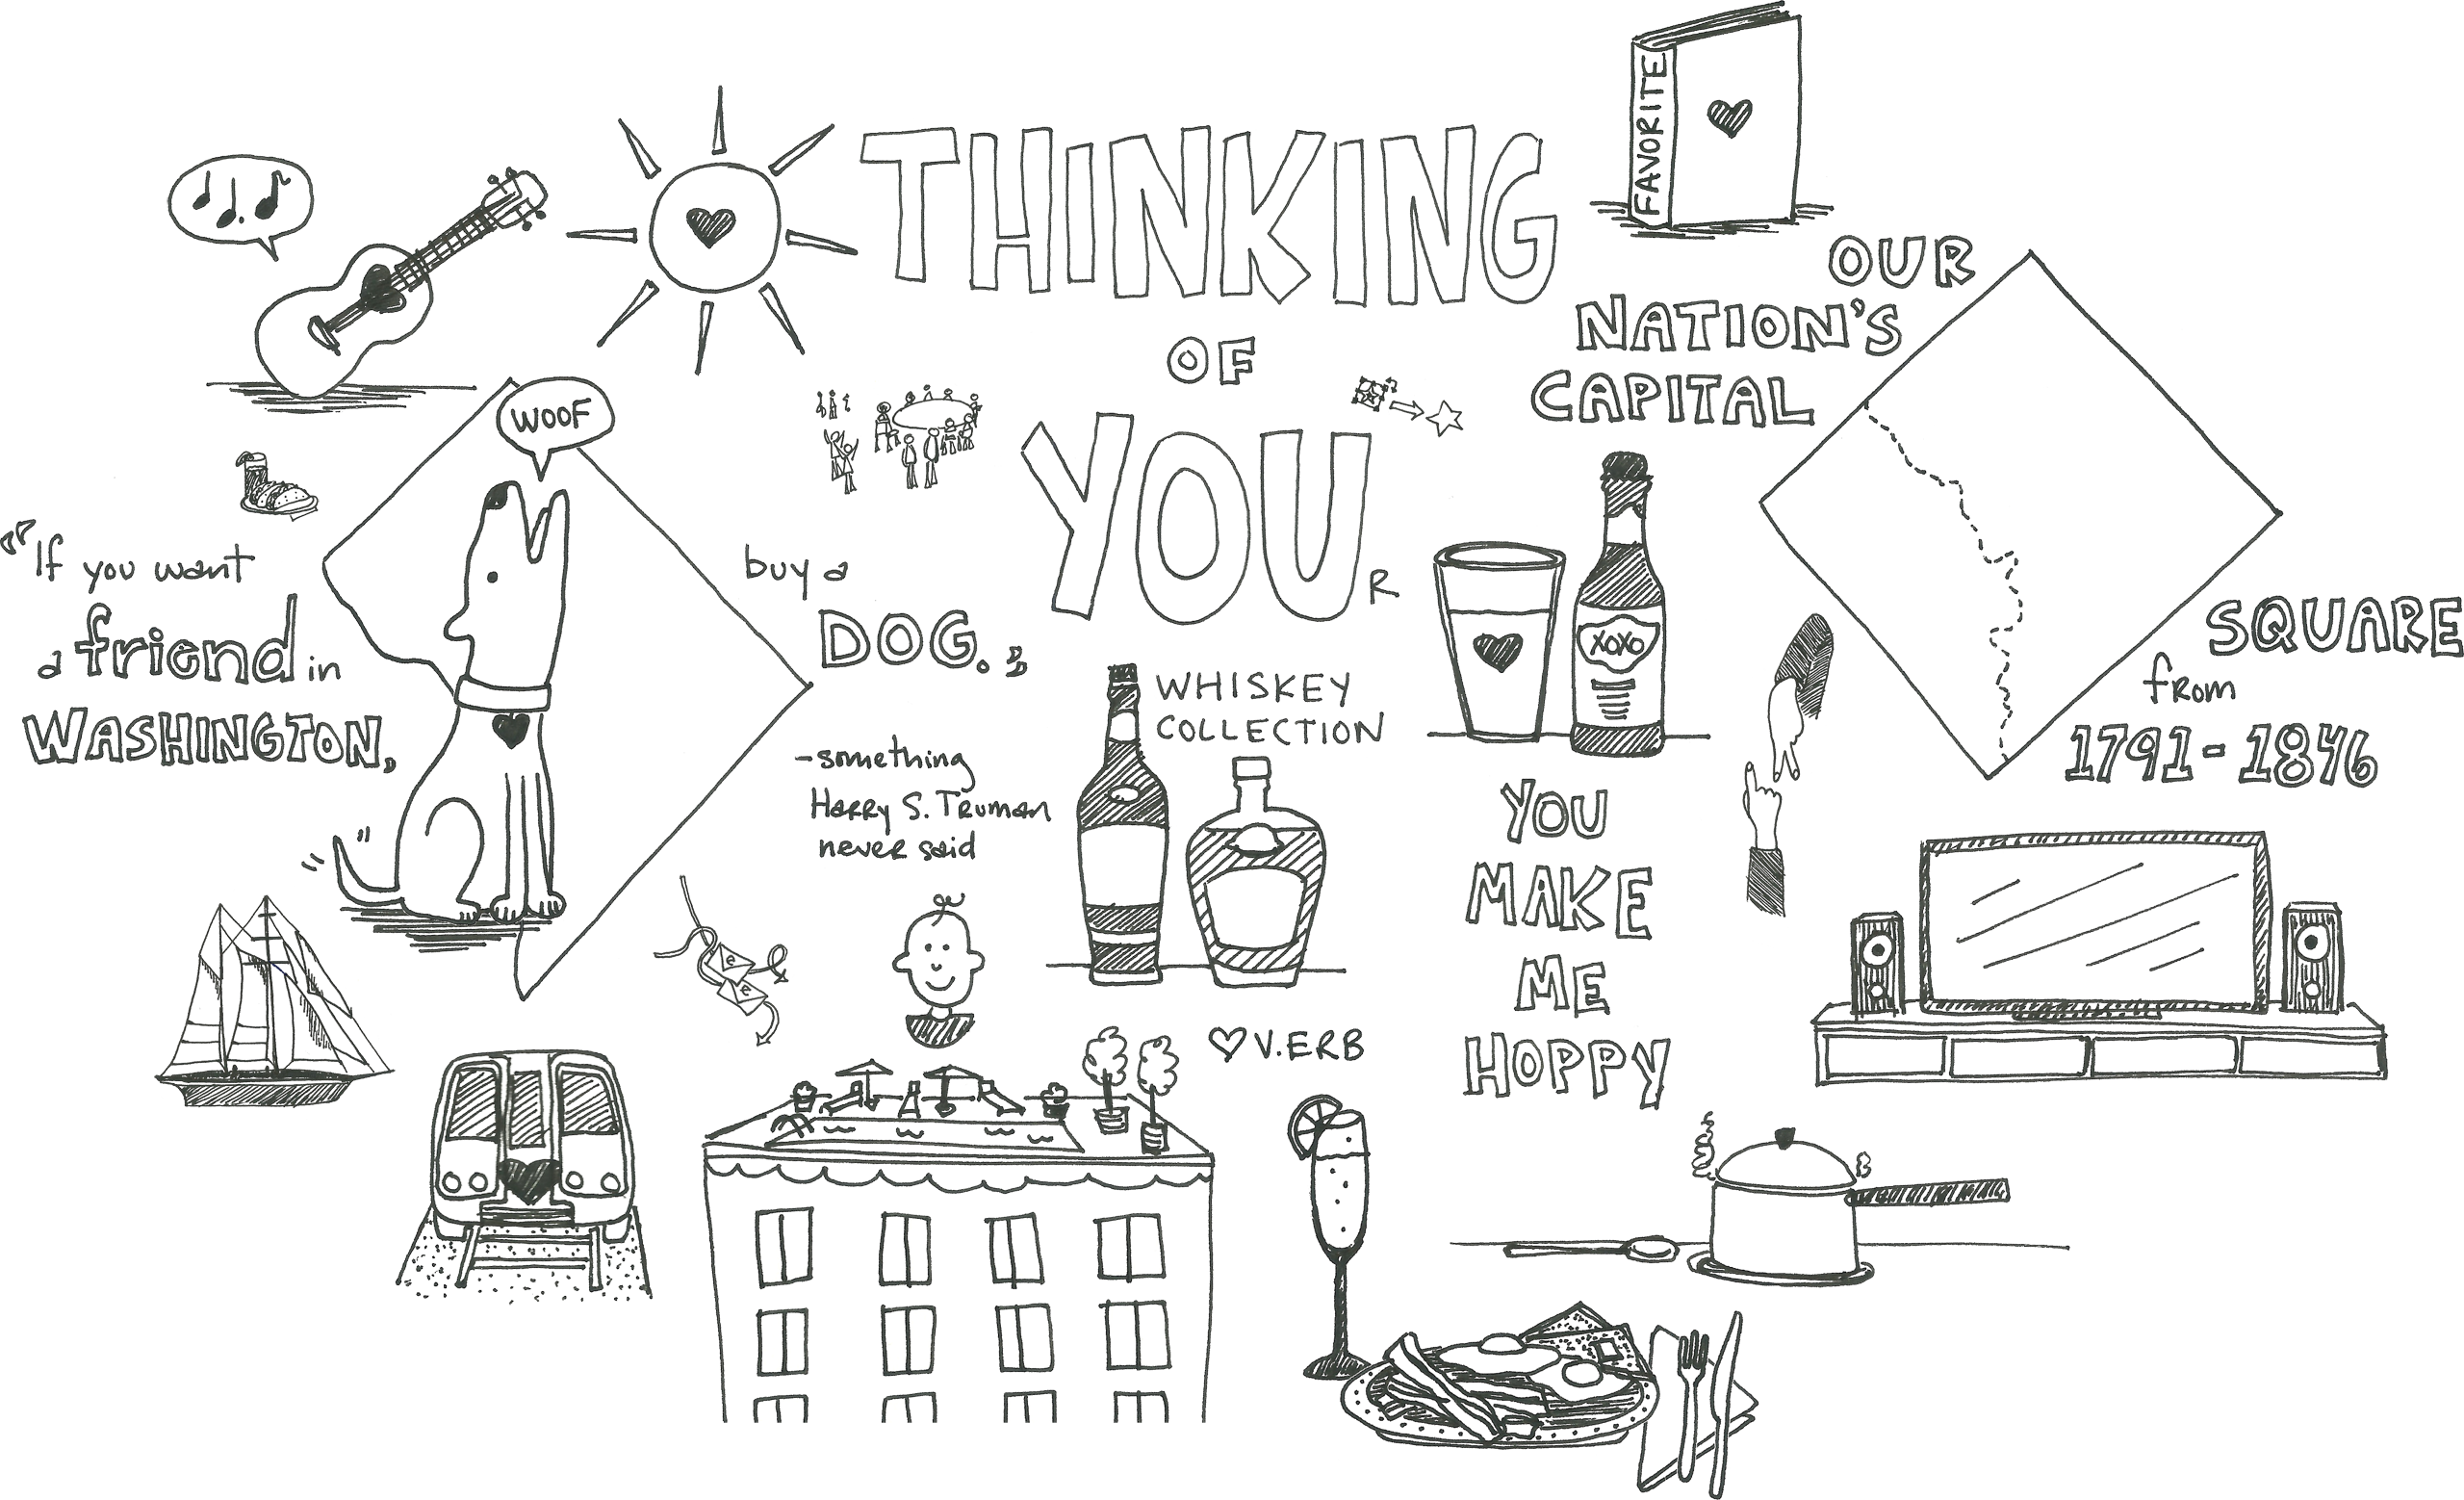 FAVORITE
THINKING
OF
YOUR
OUR
NATION'S
CAPITAL
SQUARE
from
1791-1846
WOOF
"If you want
a friend in
WASHINGTON,
buy a
DOG."
-something
Harry S. Truman
never said
WHISKEY
COLLECTION
XOXO
YOU
MAKE
ME
HOPPY
e
e
V.ERB